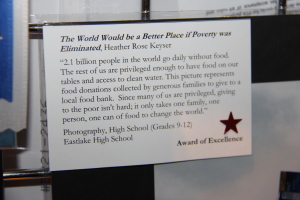 The World Would be a Better Place if Poverty was
Eliminated, Heather Rose Keyser
"2.1 billion people in the world go daily without food.
The rest of us are privileged enough to have food on our
tables and access to clean water. This picture represents
food donations collected by generous families to give to a
local food bank. Since many of us are privileged, giving
to the poor isn't hard; it only takes one family, one
person, one can of food to change the world."
Photography, High School (Grades 9-12)
Eastlake High School
Award of Excellence